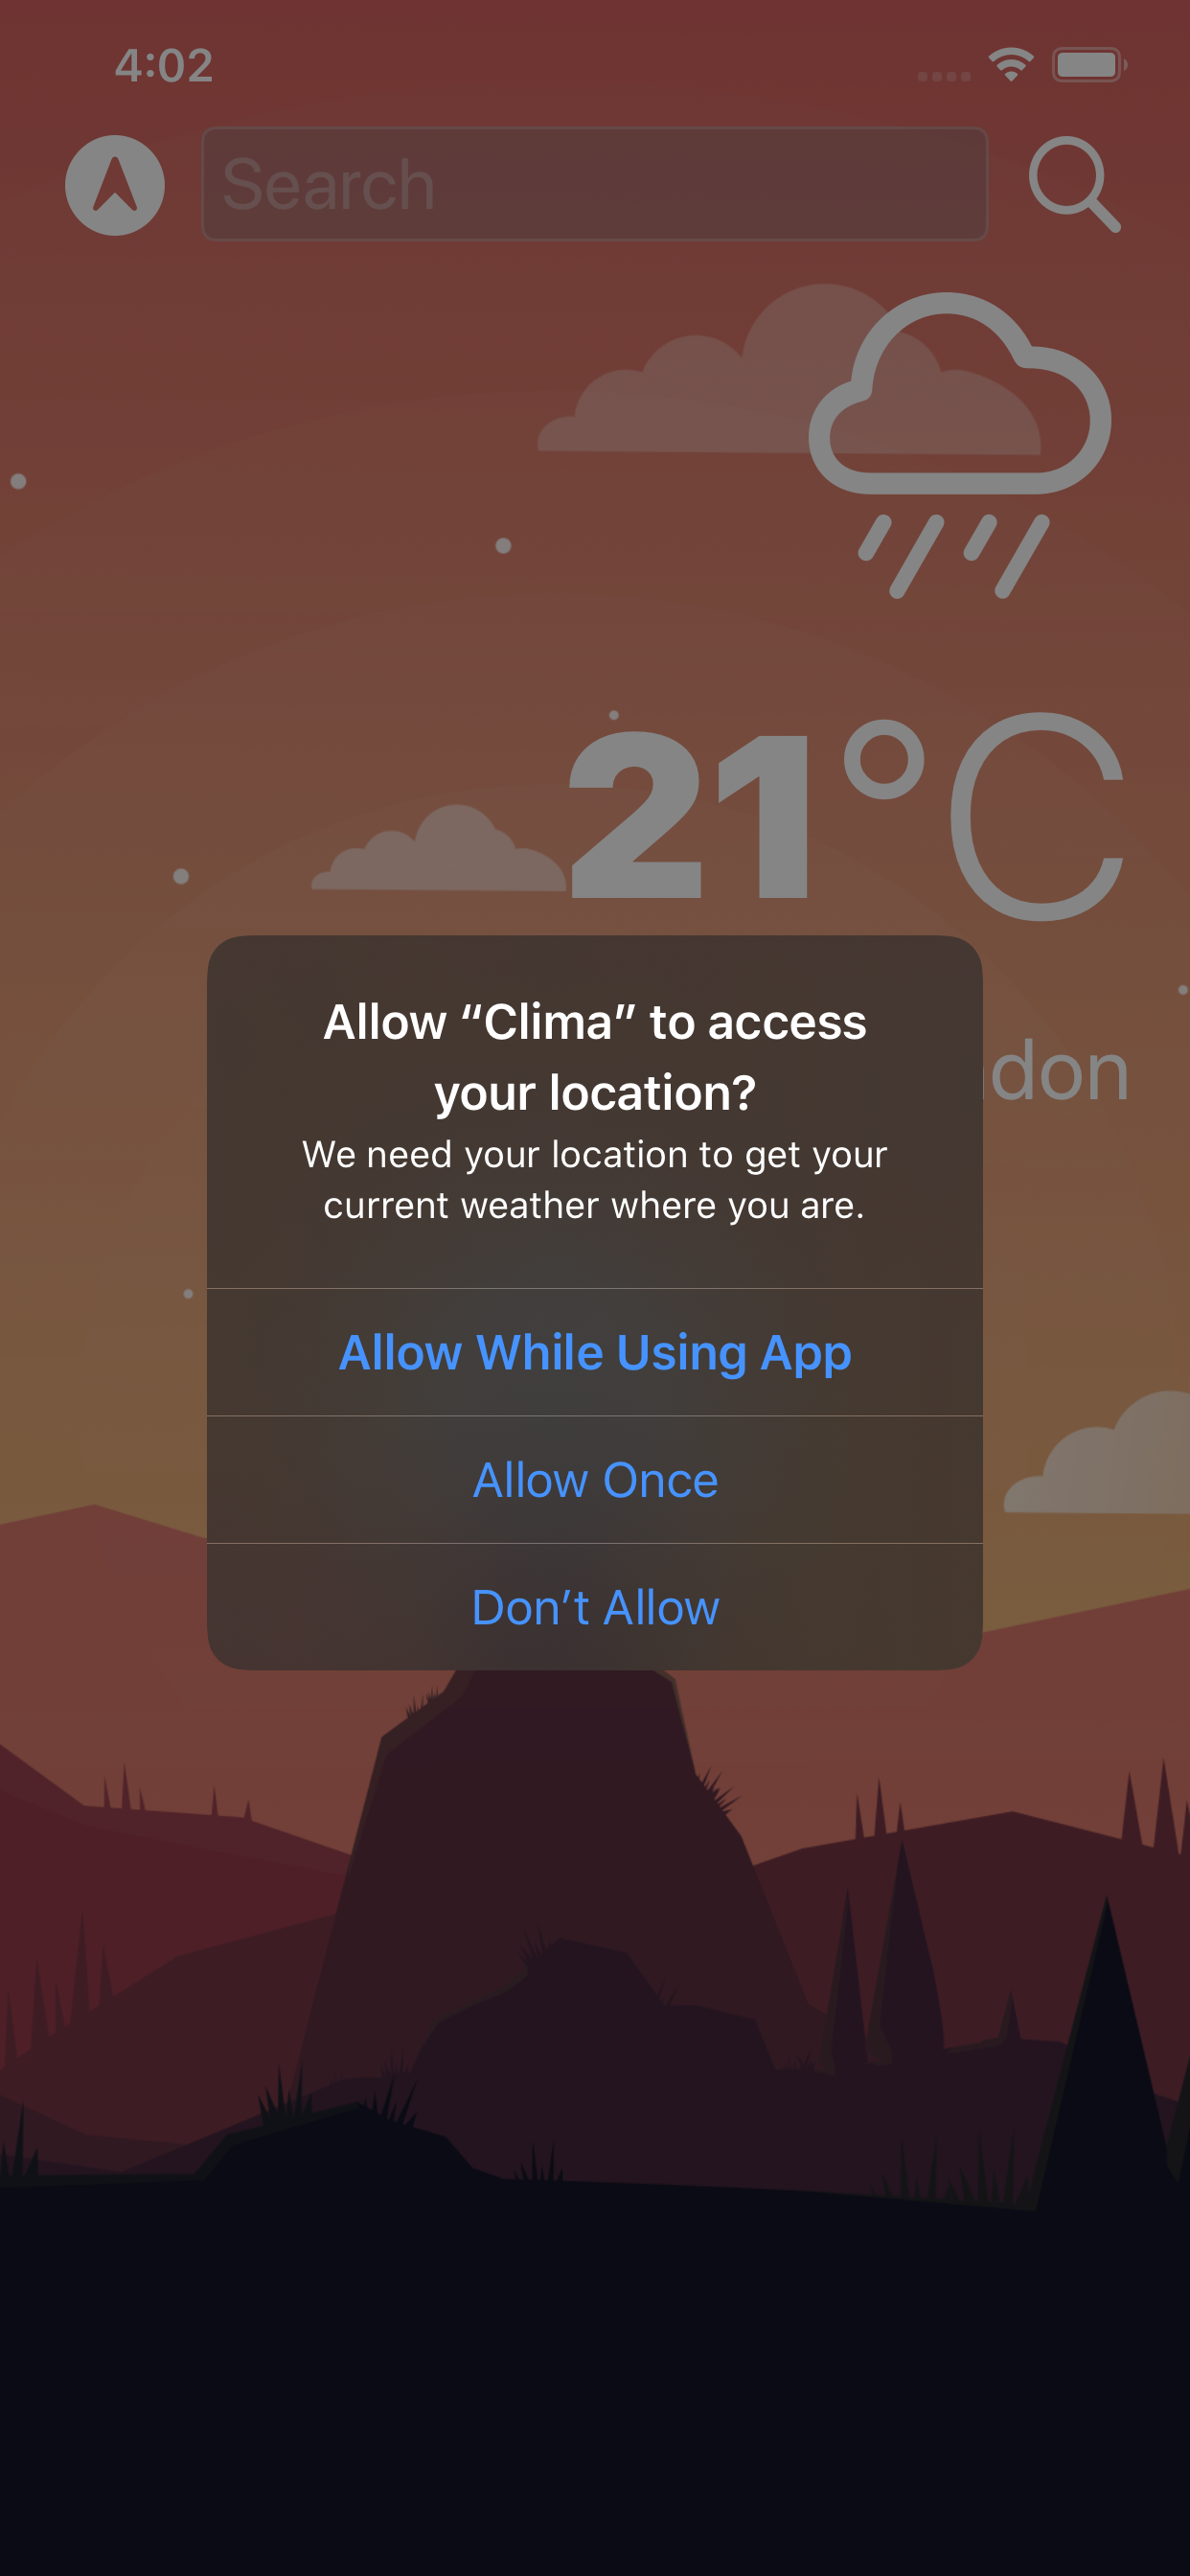 4:02
Search
21°C
don
Allow “Clima” to access
your location?
We need your location to get your
current weather where you are.
Allow While Using App
Allow Once
Don’t Allow